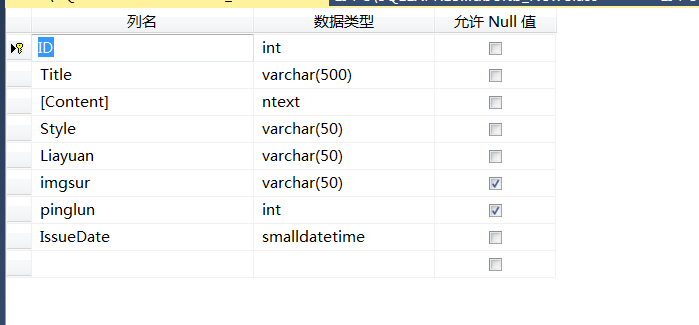 列名 数据类型 允许 Null 值
ID int
Title varchar(500)
[Content] ntext
Style varchar(50)
Liayuan varchar(50)
imgsur varchar(50)
pinglun int
IssueDate smalldatetime